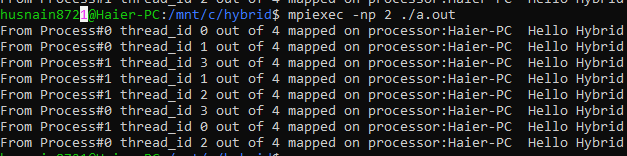 husnain8721@Haier-PC:/mnt/c/hybrid$ mpiexec -np 2 ./a.out
From Process#0 thread_id 0 out of 4 mapped on processor:Haier-PC  Hello Hybrid
From Process#0 thread_id 1 out of 4 mapped on processor:Haier-PC  Hello Hybrid
From Process#1 thread_id 3 out of 4 mapped on processor:Haier-PC  Hello Hybrid
From Process#1 thread_id 1 out of 4 mapped on processor:Haier-PC  Hello Hybrid
From Process#1 thread_id 2 out of 4 mapped on processor:Haier-PC  Hello Hybrid
From Process#0 thread_id 3 out of 4 mapped on processor:Haier-PC  Hello Hybrid
From Process#1 thread_id 0 out of 4 mapped on processor:Haier-PC  Hello Hybrid
From Process#0 thread_id 2 out of 4 mapped on processor:Haier-PC  Hello Hybrid
husnain8721@Haier-PC:/mnt/c/hybrid$